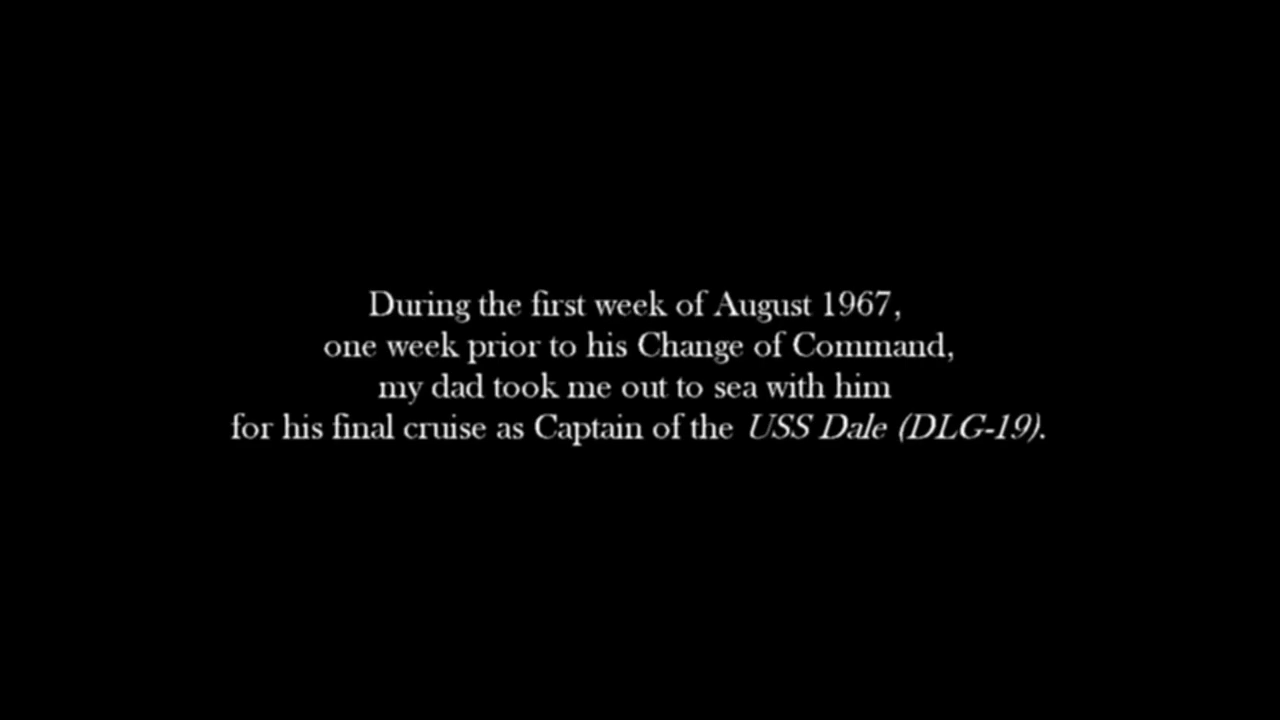 During the first week of August 1967,
one week prior to his Change of Command,
my dad took me out to sea with him
for his final cruise as Captain of the USS Dale (DLG-19).